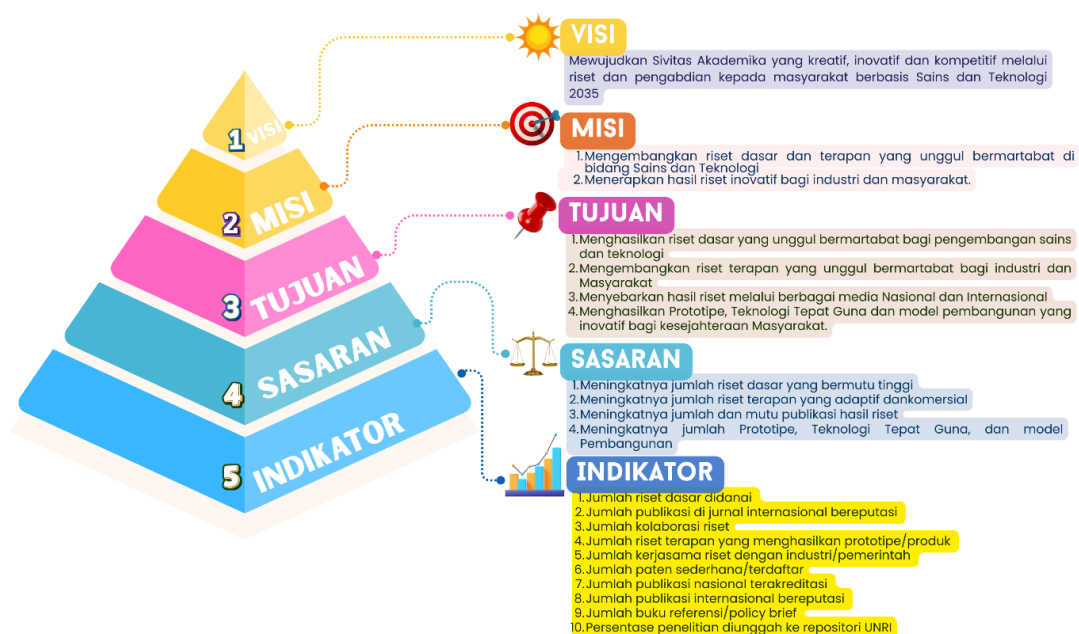 1 VISI
2 MISI
3 TUJUAN
4 SASARAN
5 INDIKATOR
VISI
Mewujudkan Sivitas Akademika yang kreatif, inovatif dan kompetitif melalui
riset dan pengabdian kepada masyarakat berbasis Sains dan Teknologi
2035
MISI
1. Mengembangkan riset dasar dan terapan yang unggul bermartabat di
bidang Sains dan Teknologi
2. Menerapkan hasil riset inovatif bagi industri dan masyarakat.
TUJUAN
1. Menghasilkan riset dasar yang unggul bermartabat bagi pengembangan sains
dan teknologi
2. Mengembangkan riset terapan yang unggul bermartabat bagi industri dan
Masyarakat
3. Menyebarkan hasil riset melalui berbagai media Nasional dan Internasional
4. Menghasilkan Prototipe, Teknologi Tepat Guna dan model pembangunan yang
inovatif bagi kesejahteraan Masyarakat.
SASARAN
1. Meningkatnya jumlah riset dasar yang bermutu tinggi
2. Meningkatnya jumlah riset terapan yang adaptif dankomersial
3. Meningkatnya jumlah dan mutu publikasi hasil riset
4. Meningkatnya jumlah Prototipe, Teknologi Tepat Guna, dan model
Pembangunan
INDIKATOR
1. Jumlah riset dasar didanai
2. Jumlah publikasi di jurnal internasional bereputasi
3. Jumlah kolaborasi riset
4. Jumlah riset terapan yang menghasilkan prototipe/produk
5. Jumlah kerjasama riset dengan industri/pemerintah
6. Jumlah paten sederhana/terdaftar
7. Jumlah publikasi nasional terakreditasi
8. Jumlah publikasi internasional bereputasi
9. Jumlah buku referensi/policy brief
10. Persentase penelitian diunggah ke repositori UNRI